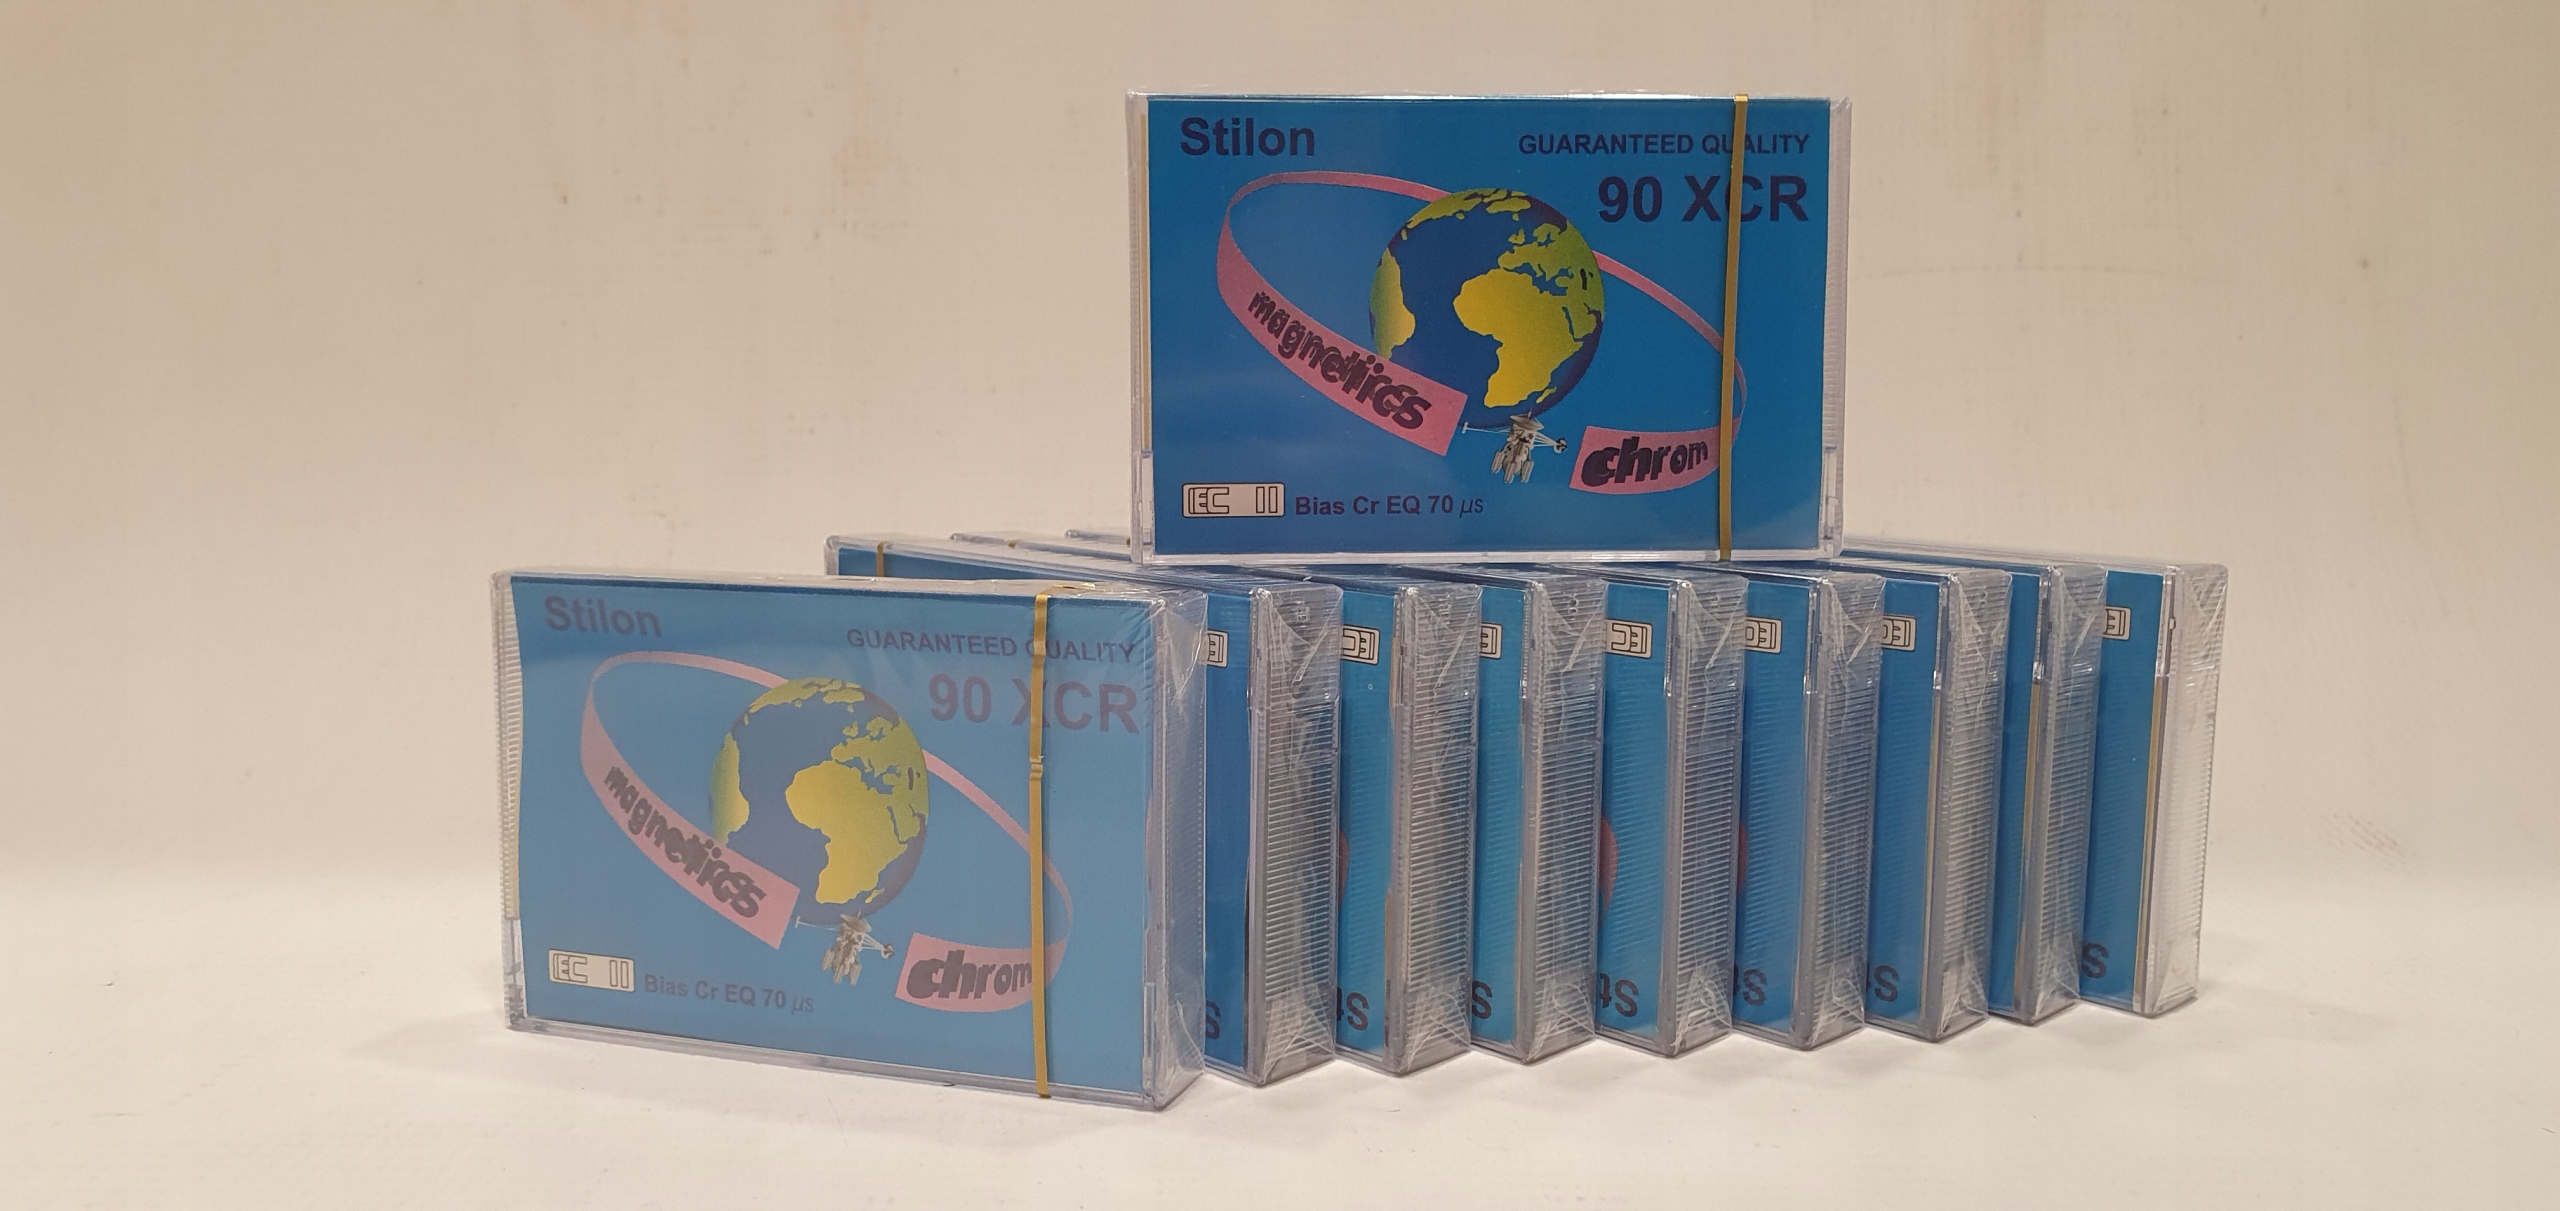 Stilon
GUARANTEED QUALITY
90 XCR
magnetics
chrom
IEC II Bias Cr EQ 70 µs
Stilon
GUARANTEED QUALITY
90 XCR
magnetics
chrom
IEC II Bias Cr EQ 70 µs